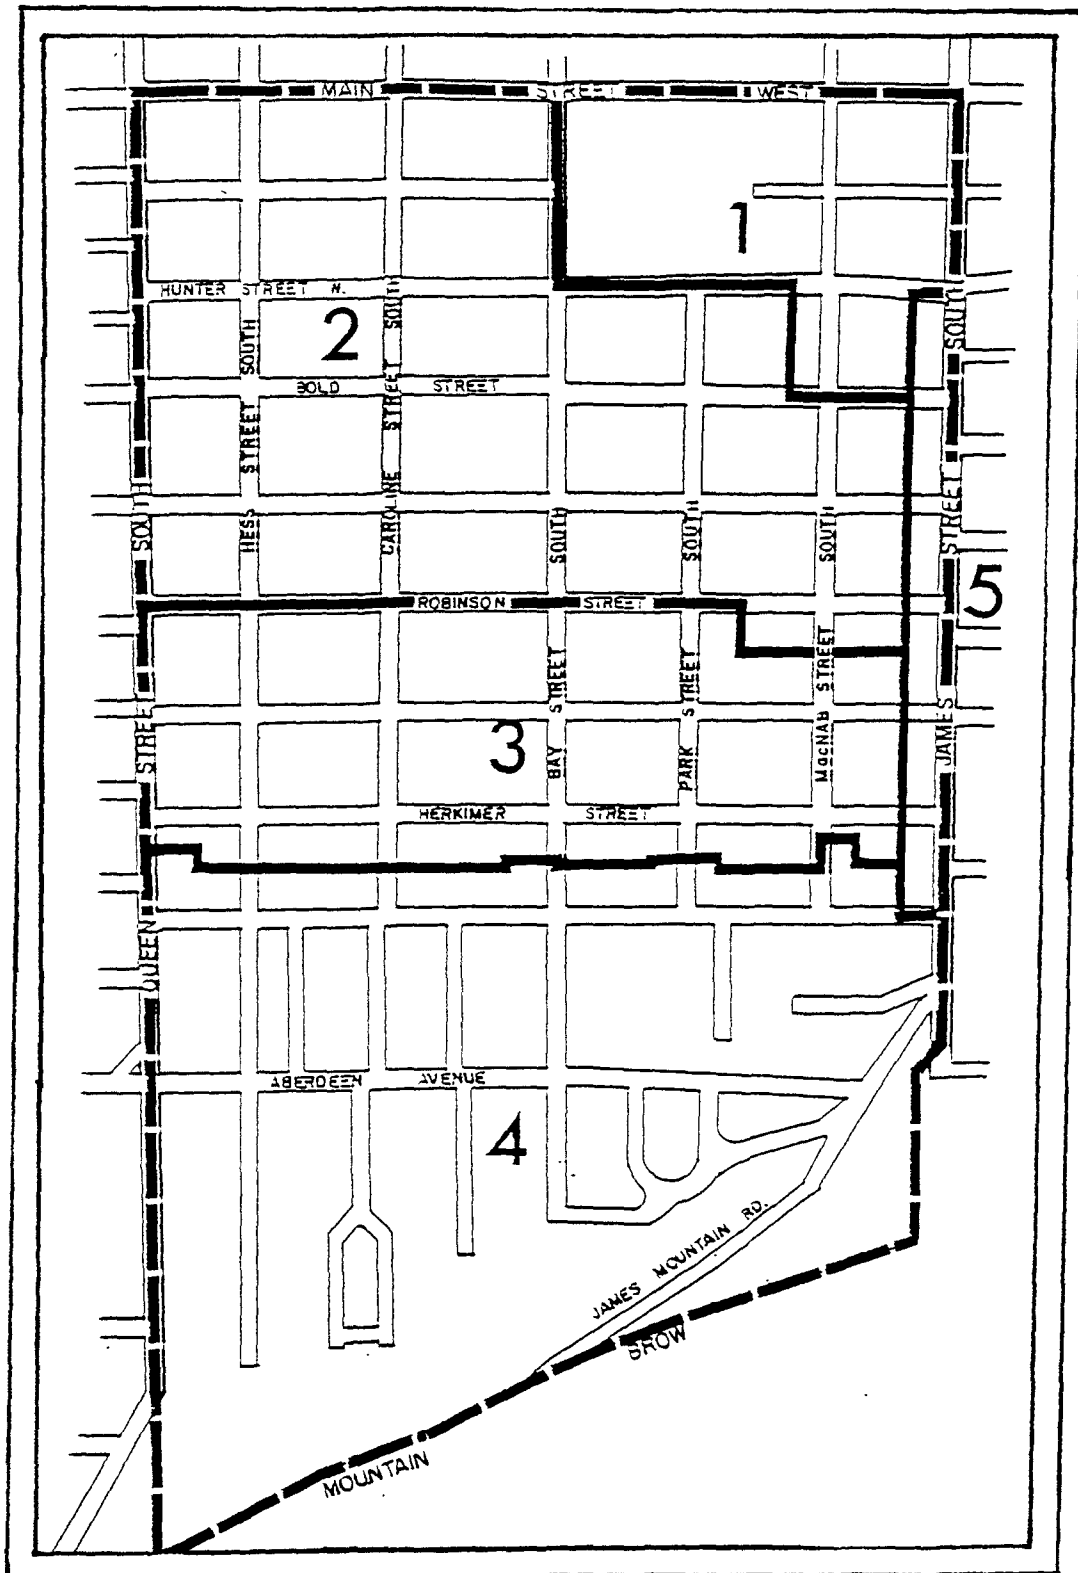 MAIN STREET WEST
1
HUNTER STREET W.
2
BOLD STREET
HESS STREET SOUTH
CAROLINE STREET SOUTH
BAY STREET SOUTH
PARK STREET SOUTH
MacNAB STREET SOUTH
JAMES STREET SOUTH
QUEEN STREET SOUTH
5
ROBINSON STREET
3
HERKIMER STREET
ABERDEEN AVENUE
4
JAMES MOUNTAIN RD.
MOUNTAIN BROW